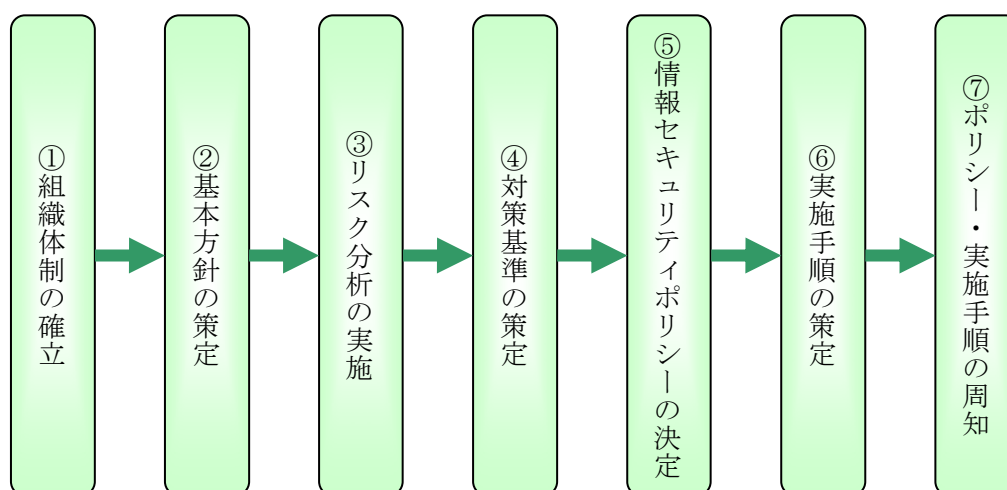 ①組織体制の確立
②基本方針の策定
③リスク分析の実施
④対策基準の策定
⑤情報セキュリティポリシーの決定
⑥実施手順の策定
⑦ポリシー・実施手順の周知